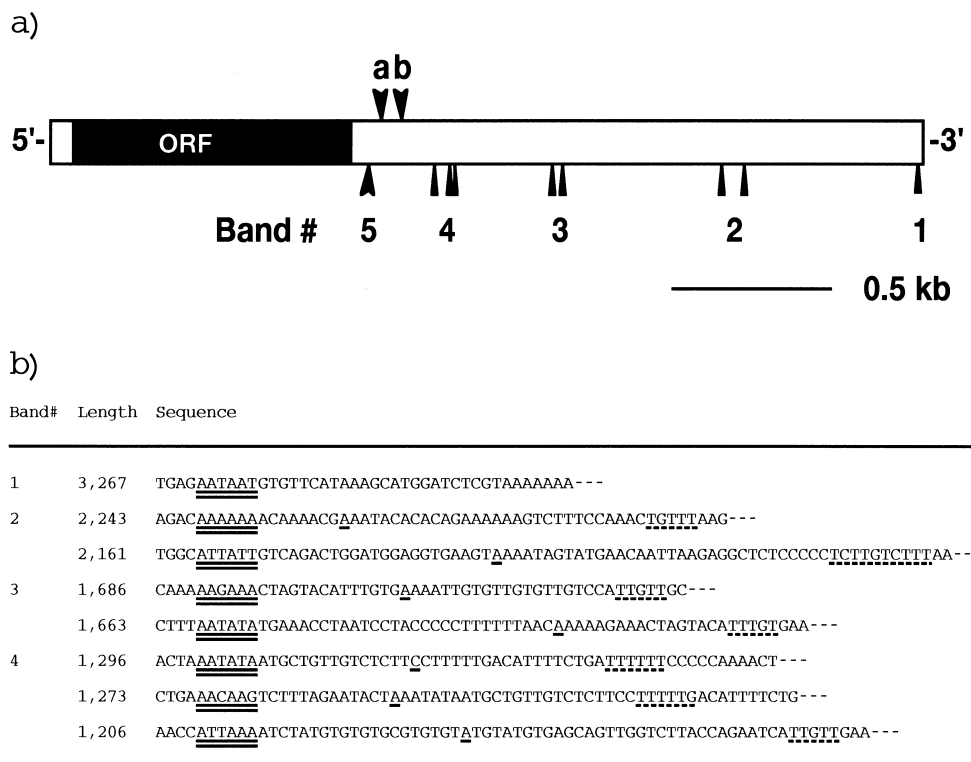 a)
a b
5'- ORF -3'
Band # 5 4 3 2 1
0.5 kb
b)
Band# Length Sequence
1 3,267 TGAGAATAATGTGTTCATAAAGCATGGATCTCGTAAAAAAA---
2 2,243 AGACAAAAAAACAAAACGAAATACACACAGAAAAAAGTCTTTCCAAACTGTTTAAG---
2,161 TGGCATTATTGTCAGACTGGATGGAGGTGAAGTAAAATAGTATGAACAATTAAGAGGCTCTCCCCCTCTTGTCTTTAA--
3 1,686 CAAAAAGAAACTAGTACATTTGTGAAAATTGTGTTGTGTTGTCCATTGTTGC---
1,663 CTTTAATATATGAAACCTAATCCTACCCCCTTTTTTAACAAAAAGAAACTAGTACATTTGTGAA---
4 1,296 ACTAAATATAATGCTGTTGTCTCTTCCTTTTTGACATTTTCTGATTTTTTCCCCCAAAACT---
1,273 CTGAAACAAGTCTTTAGAATACTAAATATAATGCTGTTGTCTCTTCCTTTTTGACATTTTCTG---
1,206 AACCATTAAAATCTATGTGTGTGCGTGTGTATGTATGTGAGCAGTTGGTCTTACCAGAATCATTGTTGAA---